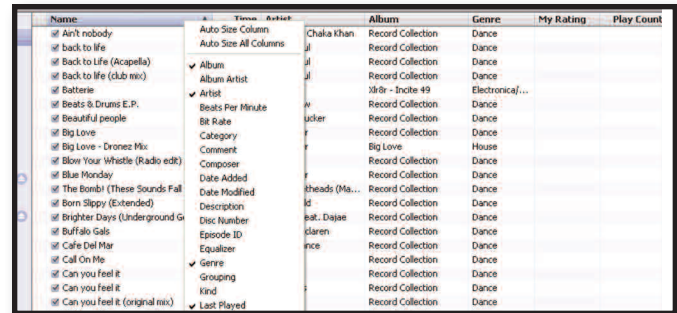 Name Time Artist Album Genre My Rating Play Count
Auto Size Column
Auto Size All Columns
Album
Album Artist
Artist
Beats Per Minute
Bit Rate
Category
Comment
Composer
Date Added
Date Modified
Description
Disc Number
Episode ID
Equalizer
Genre
Grouping
Kind
Last Played
Ain't nobody Chaka Khan Record Collection Dance
back to life Record Collection Dance
Back to Life (Acapella) Record Collection Dance
Back to life (club mix) Record Collection Dance
Batterie Xlr8r - Incite 49 Electronica/...
Beats & Drums E.P. Record Collection Dance
Beautiful people ucker Record Collection Dance
Big Love Record Collection Dance
Big Love - Dronez Mix Big Love House
Blow Your Whistle (Radio edit) Record Collection Dance
Blue Monday Record Collection Dance
The Bomb! (These Sounds Fall theads (Ma... Record Collection Dance
Born Slippy (Extended) Record Collection Dance
Brighter Days (Underground G eat. Dajae Record Collection Dance
Buffalo Gals claren Record Collection Dance
Cafe Del Mar nce Record Collection Dance
Call On Me Record Collection Dance
Can you feel it Record Collection Dance
Can you feel it Record Collection Dance
Can you feel it (original mix) Record Collection Dance